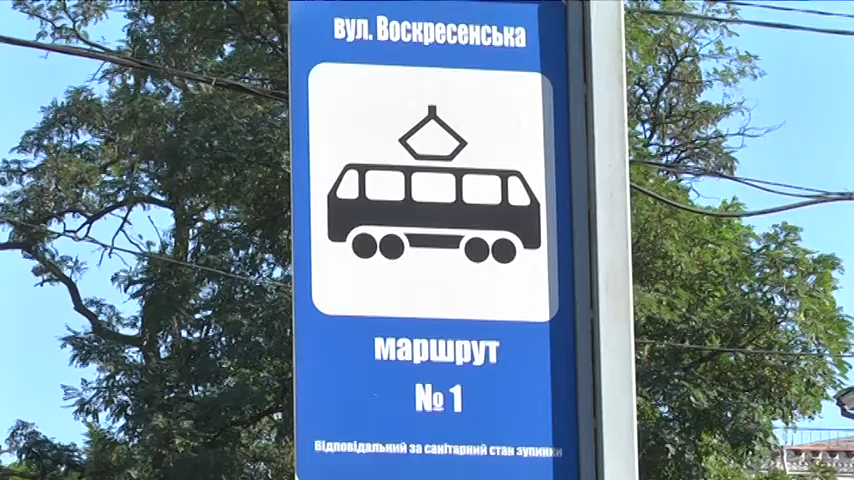 вул. Воскресенська
маршрут
№ 1
Відповідальний за санітарний стан зупинки